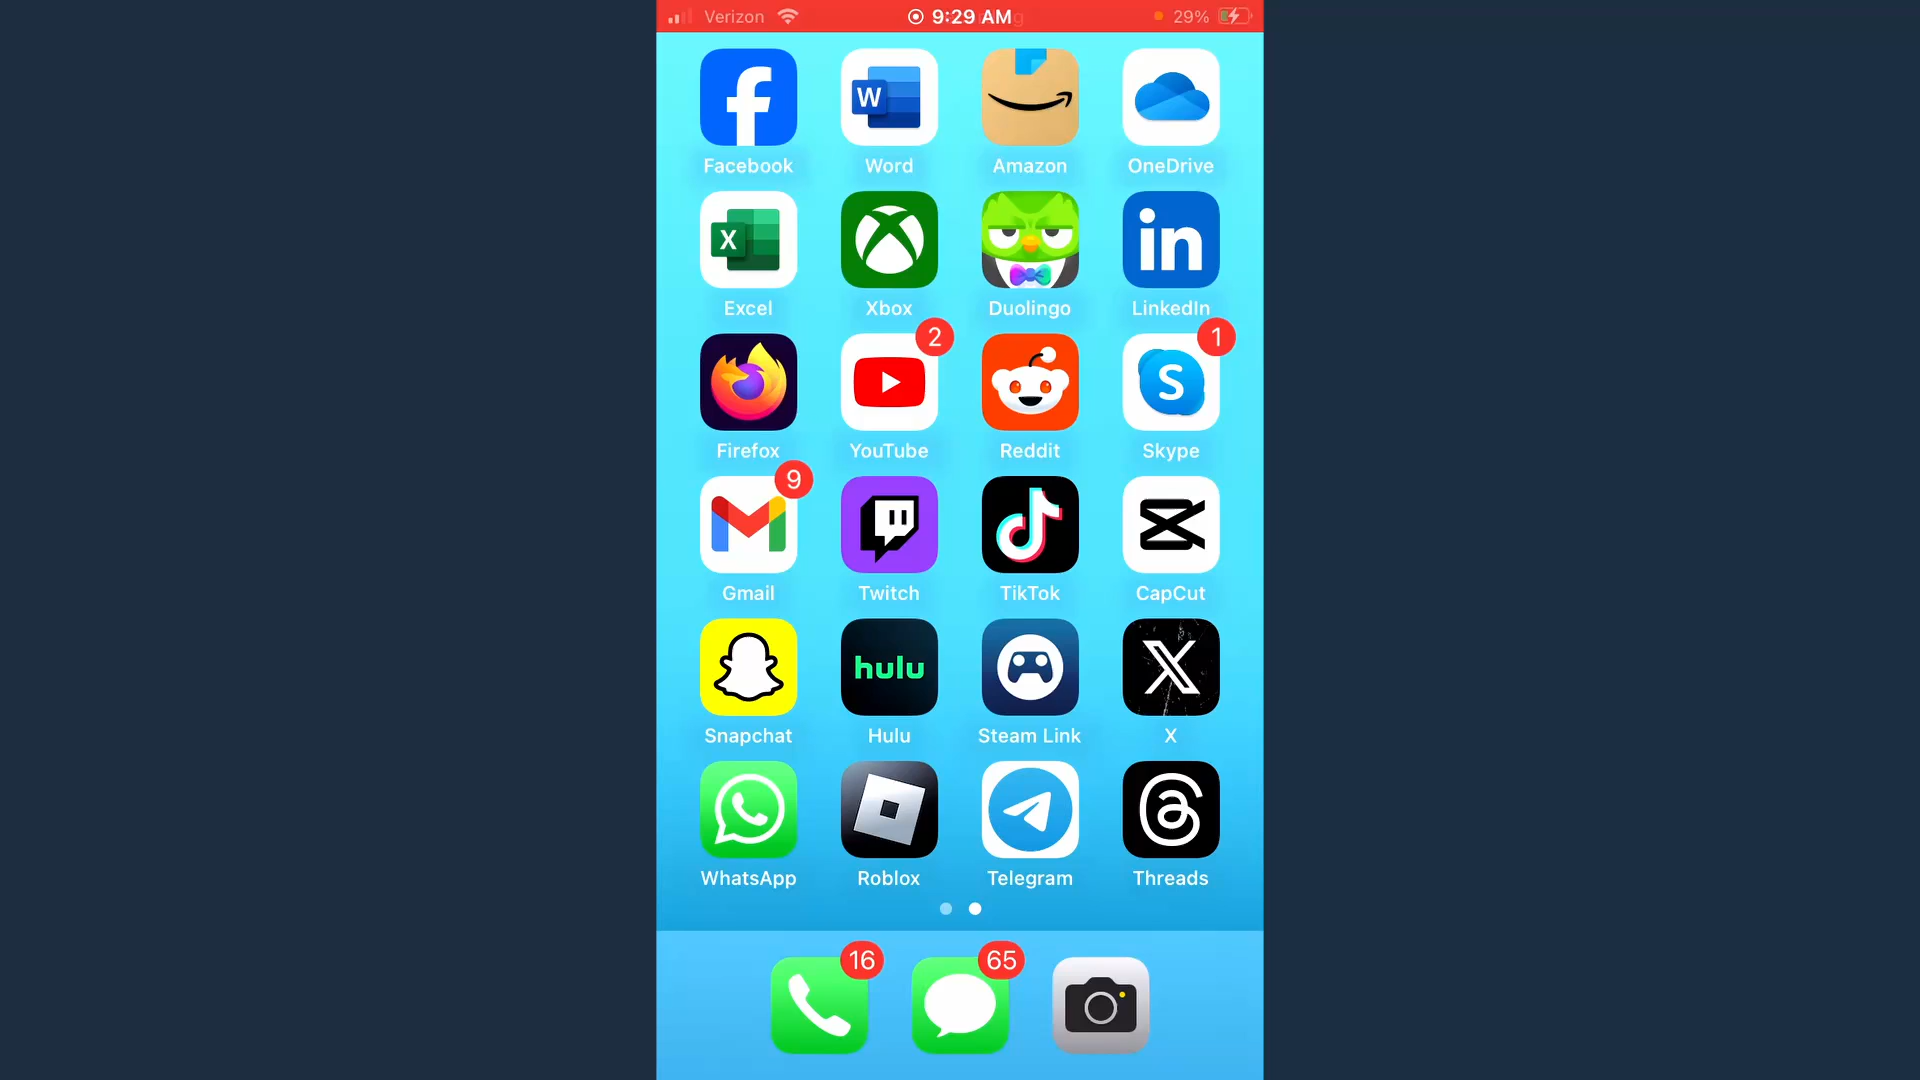 Verizon 9:29 AM 29%
f W
Facebook Word Amazon OneDrive
X in
Excel Xbox Duolingo LinkedIn
2 1
S
Firefox YouTube Reddit Skype
9
Gmail Twitch TikTok CapCut
hulu X
Snapchat Hulu Steam Link X
WhatsApp Roblox Telegram Threads
16 65